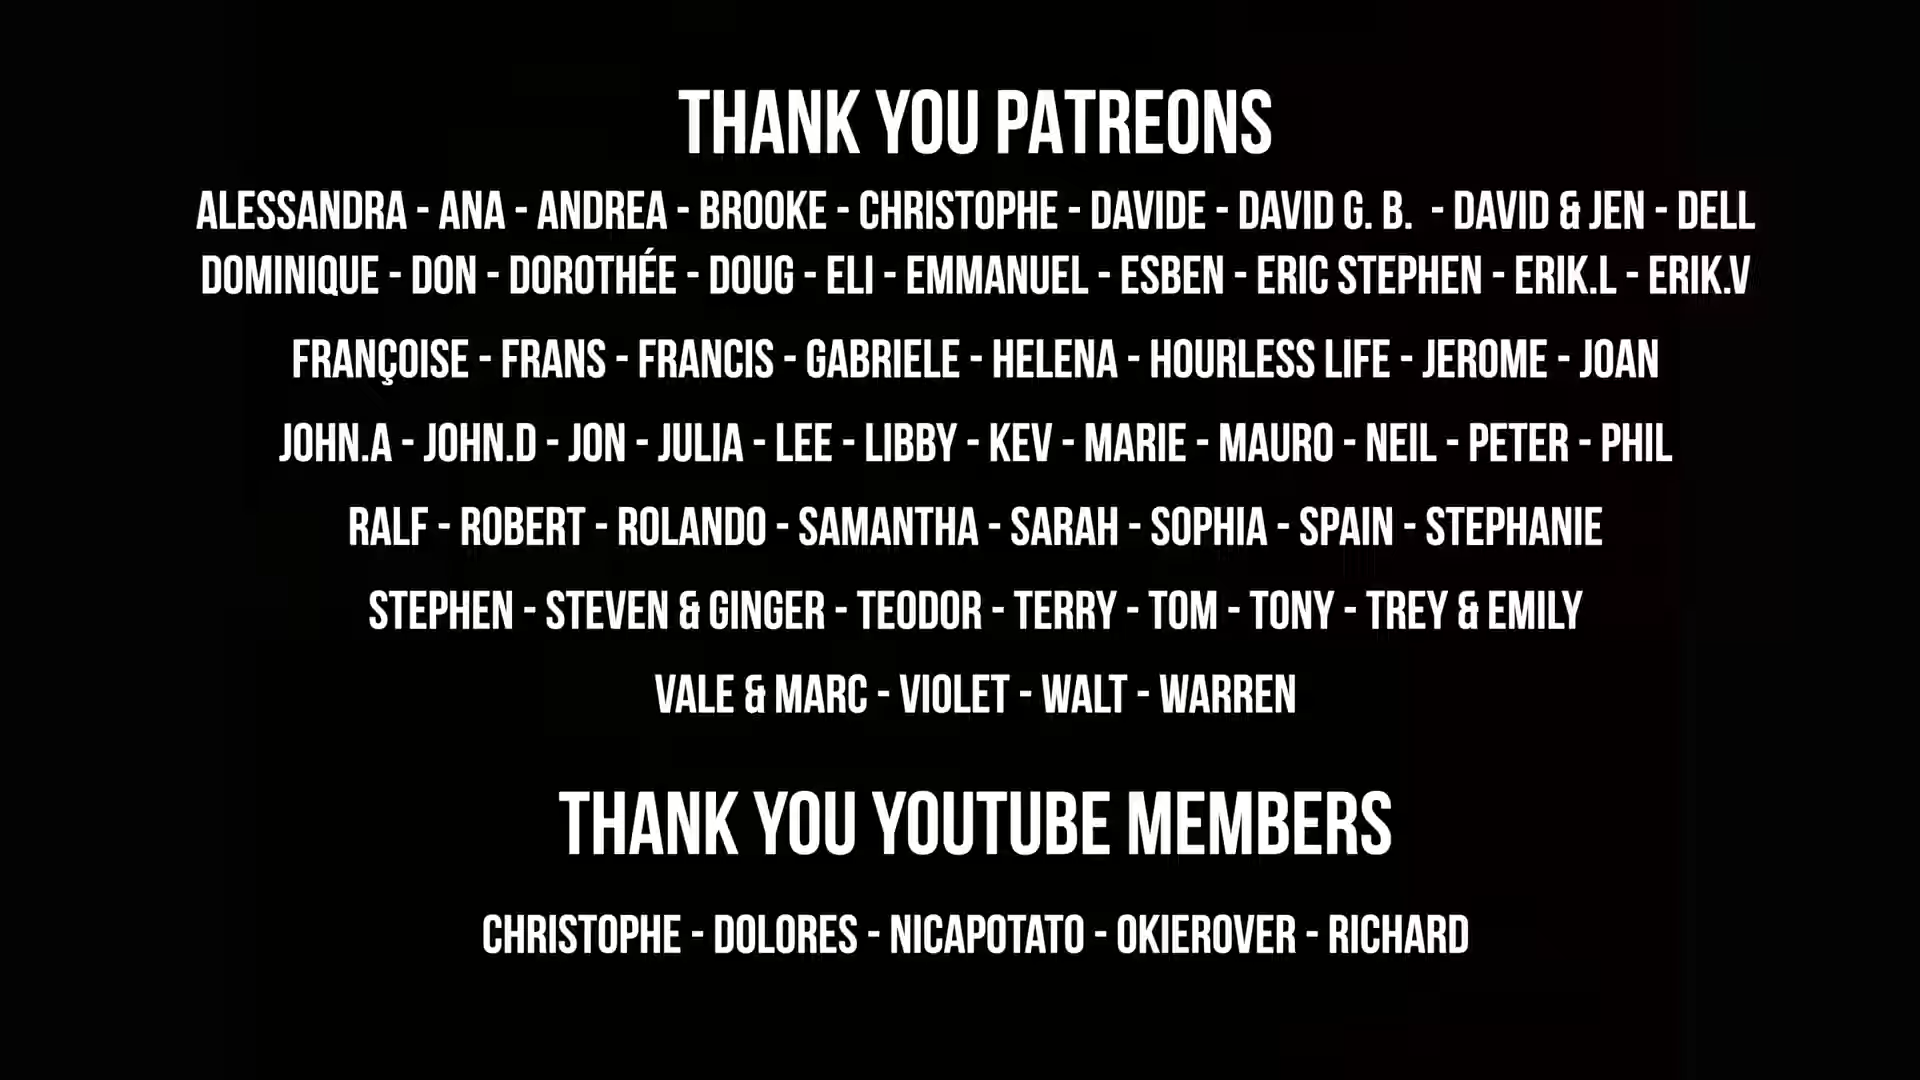 THANK YOU PATREONS
ALESSANDRA - ANA - ANDREA - BROOKE - CHRISTOPHE - DAVIDE - DAVID G. B. - DAVID & JEN - DELL
DOMINIQUE - DON - DOROTHÉE - DOUG - ELI - EMMANUEL - ESBEN - ERIC STEPHEN - ERIK.L - ERIK.V
FRANÇOISE - FRANS - FRANCIS - GABRIELE - HELENA - HOURLESS LIFE - JEROME - JOAN
JOHN.A - JOHN.D - JON - JULIA - LEE - LIBBY - KEV - MARIE - MAURO - NEIL - PETER - PHIL
RALF - ROBERT - ROLANDO - SAMANTHA - SARAH - SOPHIA - SPAIN - STEPHANIE
STEPHEN - STEVEN & GINGER - TEODOR - TERRY - TOM - TONY - TREY & EMILY
VALE & MARC - VIOLET - WALT - WARREN
THANK YOU YOUTUBE MEMBERS
CHRISTOPHE - DOLORES - NICAPOTATO - OKIEROVER - RICHARD